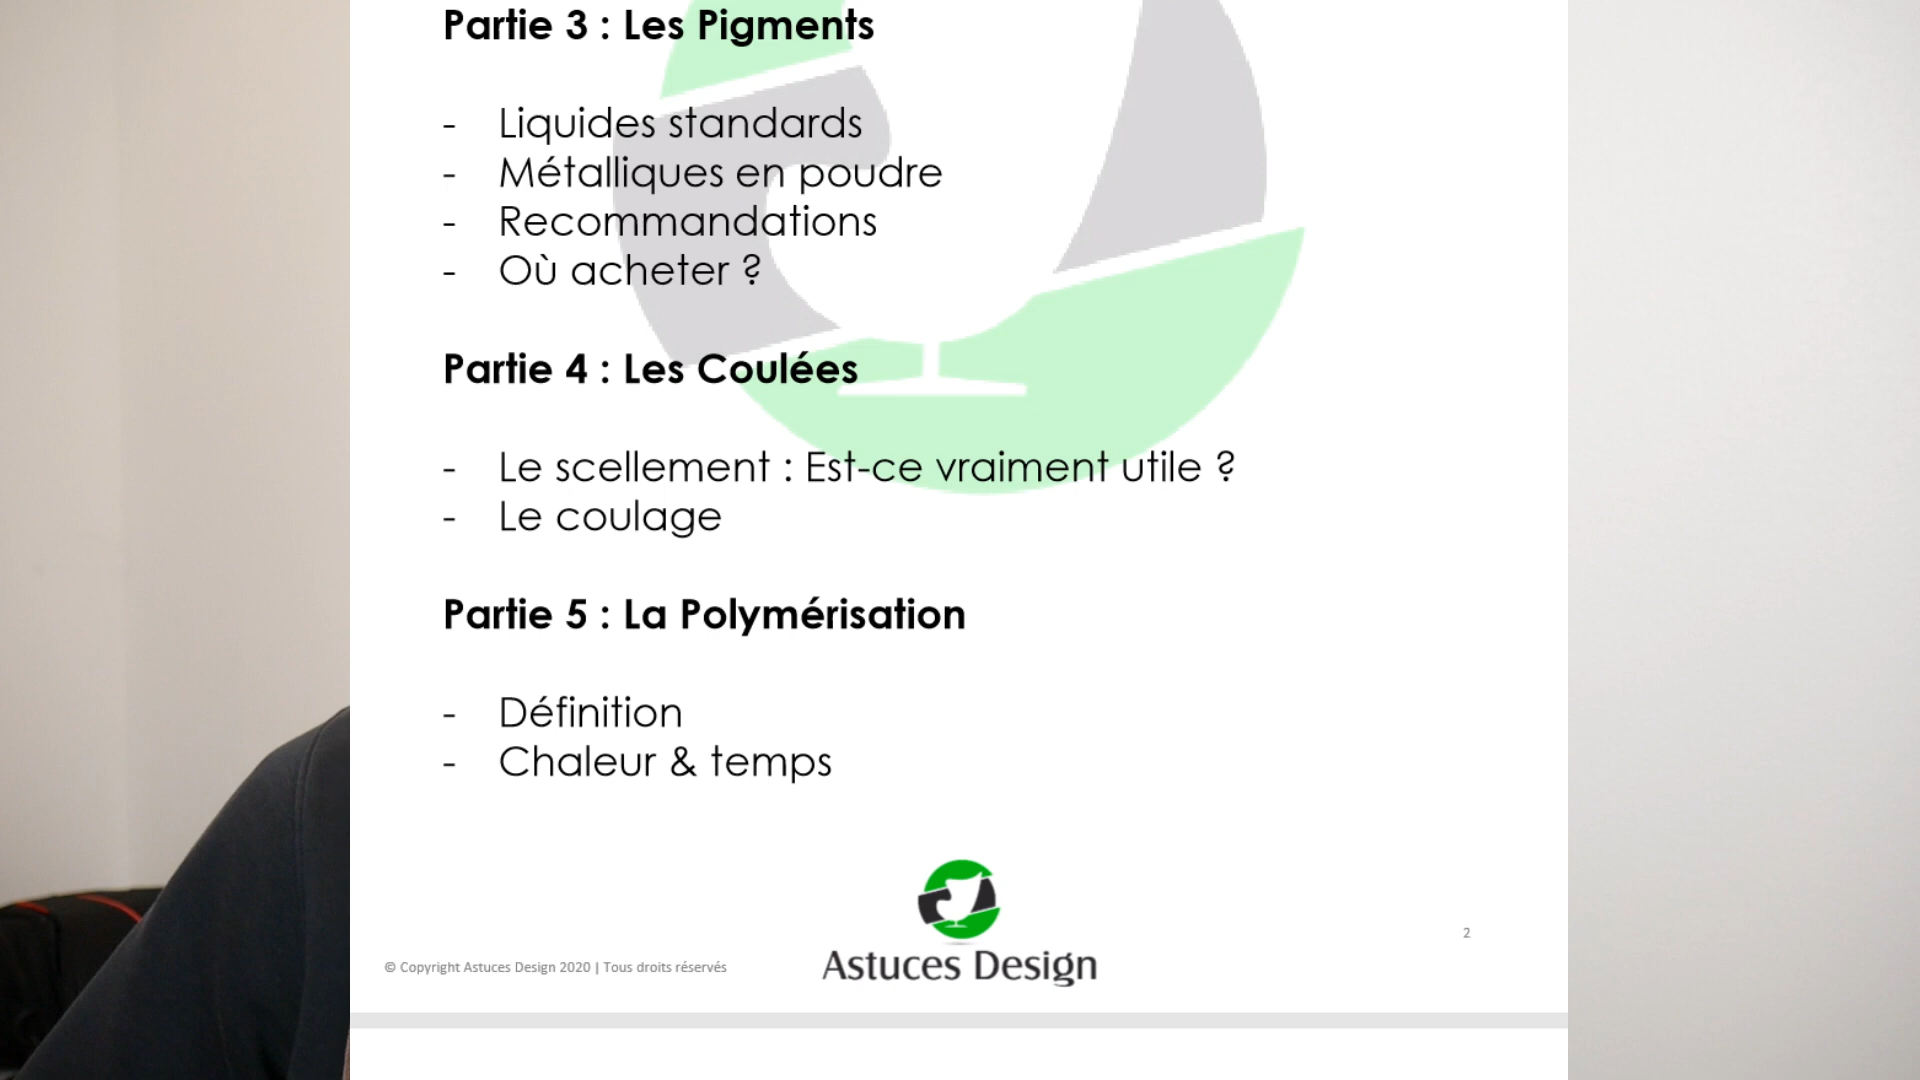 Partie 3 : Les Pigments
- Liquides standards
- Métalliques en poudre
- Recommandations
- Où acheter ?
Partie 4 : Les Coulées
- Le scellement : Est-ce vraiment utile ?
- Le coulage
Partie 5 : La Polymérisation
- Définition
- Chaleur & temps
2
© Copyright Astuces Design 2020 | Tous droits réservés
Astuces Design